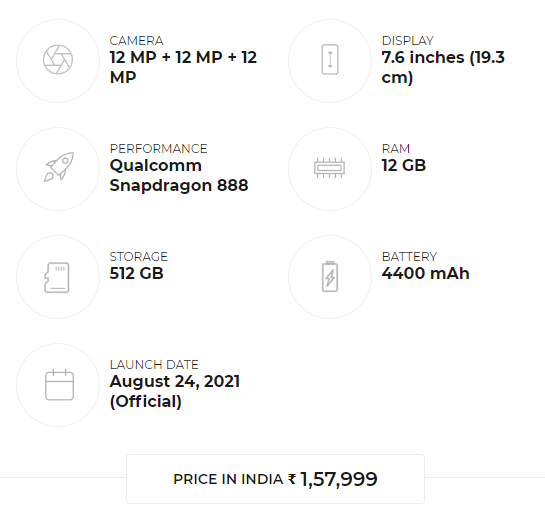 CAMERA
12 MP + 12 MP + 12
MP
DISPLAY
7.6 inches (19.3
cm)
PERFORMANCE
Qualcomm
Snapdragon 888
RAM
12 GB
STORAGE
512 GB
BATTERY
4400 mAh
LAUNCH DATE
August 24, 2021
(Official)
PRICE IN INDIA ₹ 1,57,999